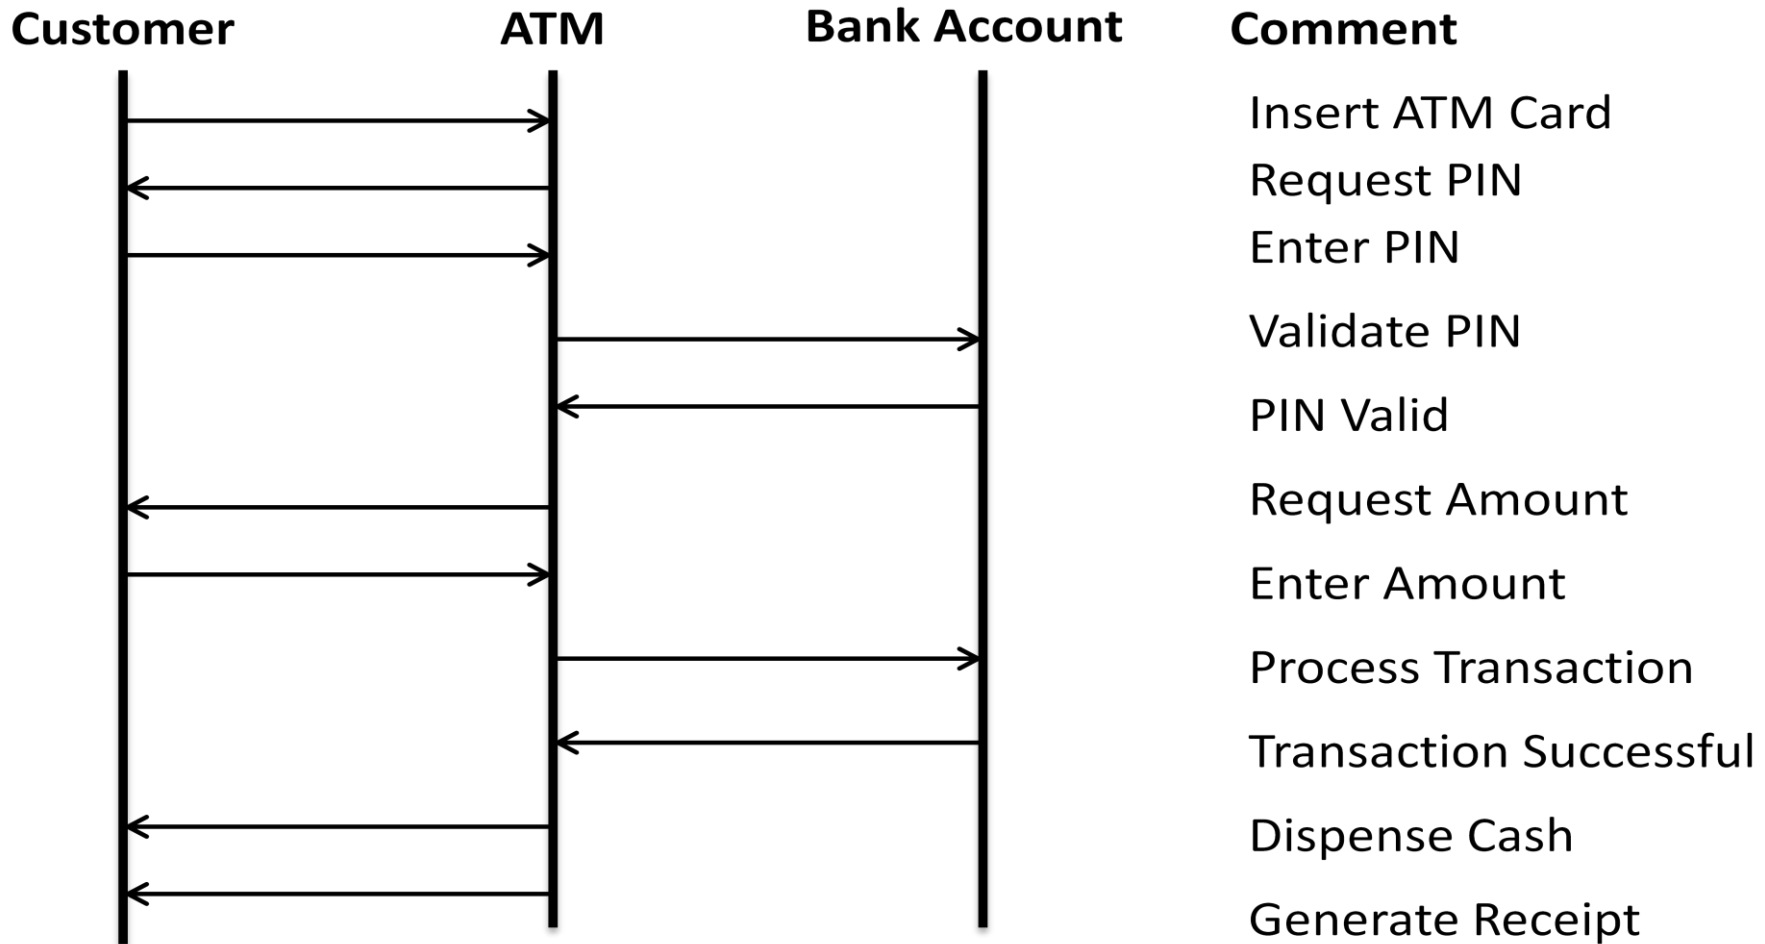 Customer ATM Bank Account Comment
Insert ATM Card
Request PIN
Enter PIN
Validate PIN
PIN Valid
Request Amount
Enter Amount
Process Transaction
Transaction Successful
Dispense Cash
Generate Receipt